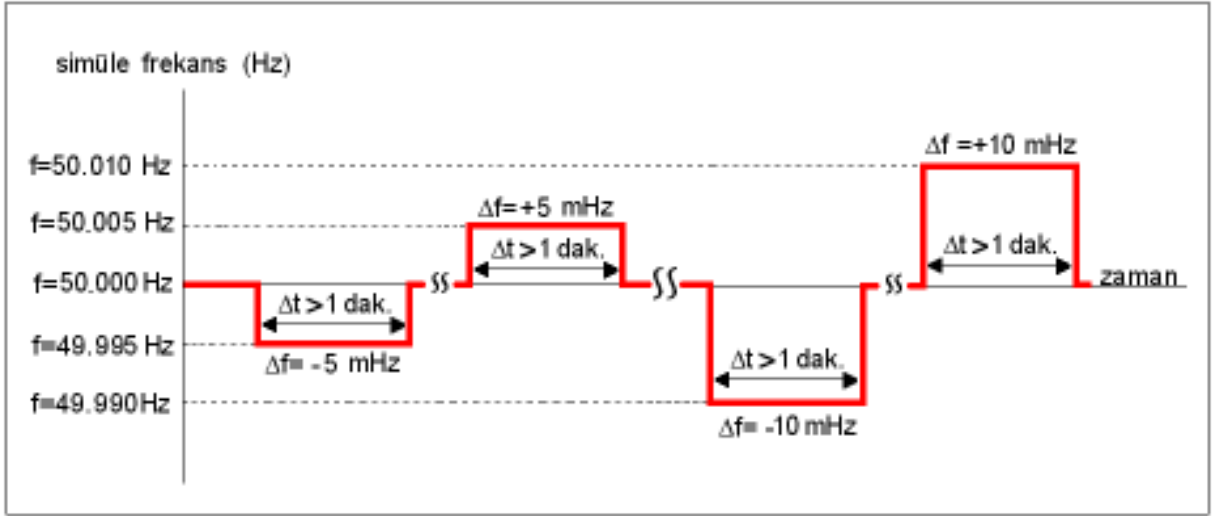 simüle frekans (Hz)
f=50.010 Hz
f=50.005 Hz
f=50.000 Hz
f=49.995 Hz
f=49.990Hz
Δt>1 dak.
Δf= -5 mHz
Δf=+5 mHz
Δt>1 dak.
Δt>1 dak.
Δf= -10 mHz
Δf =+10 mHz
Δt>1 dak.
zaman